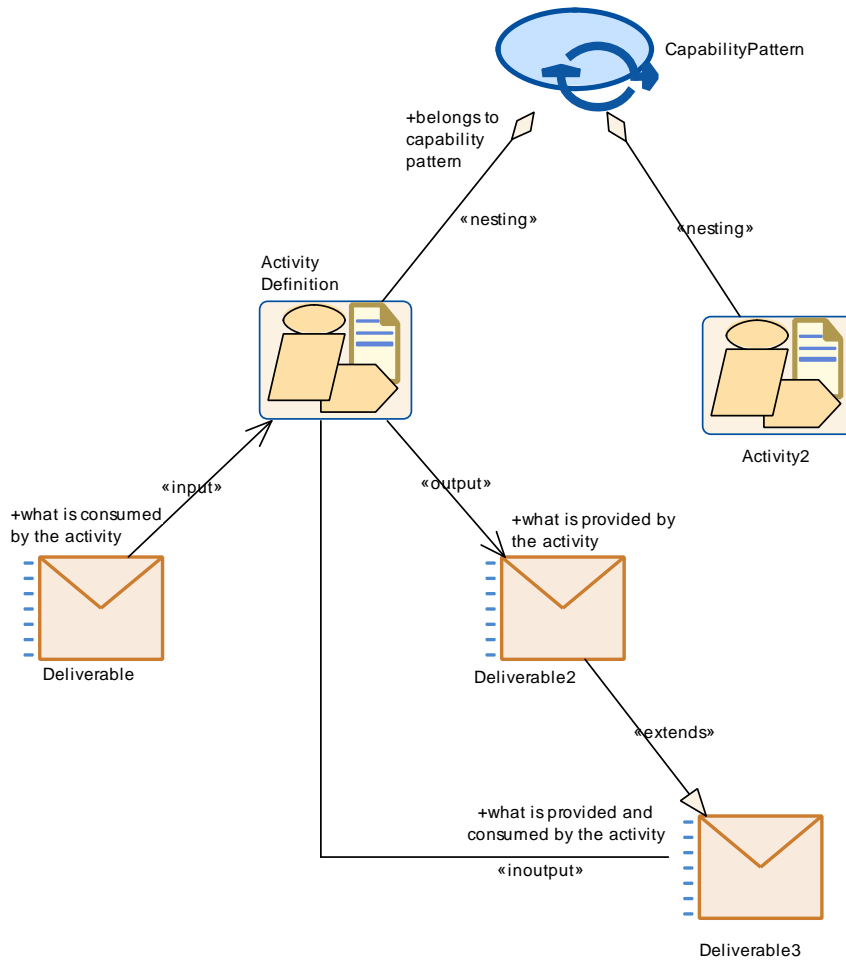 CapabilityPattern
+belongs to
capability
pattern
«nesting»
«nesting»
Activity
Definition
Activity2
«input»
«output»
+what is consumed
by the activity
+what is provided by
the activity
Deliverable
Deliverable2
«extends»
+what is provided and
consumed by the activity
«inoutput»
Deliverable3